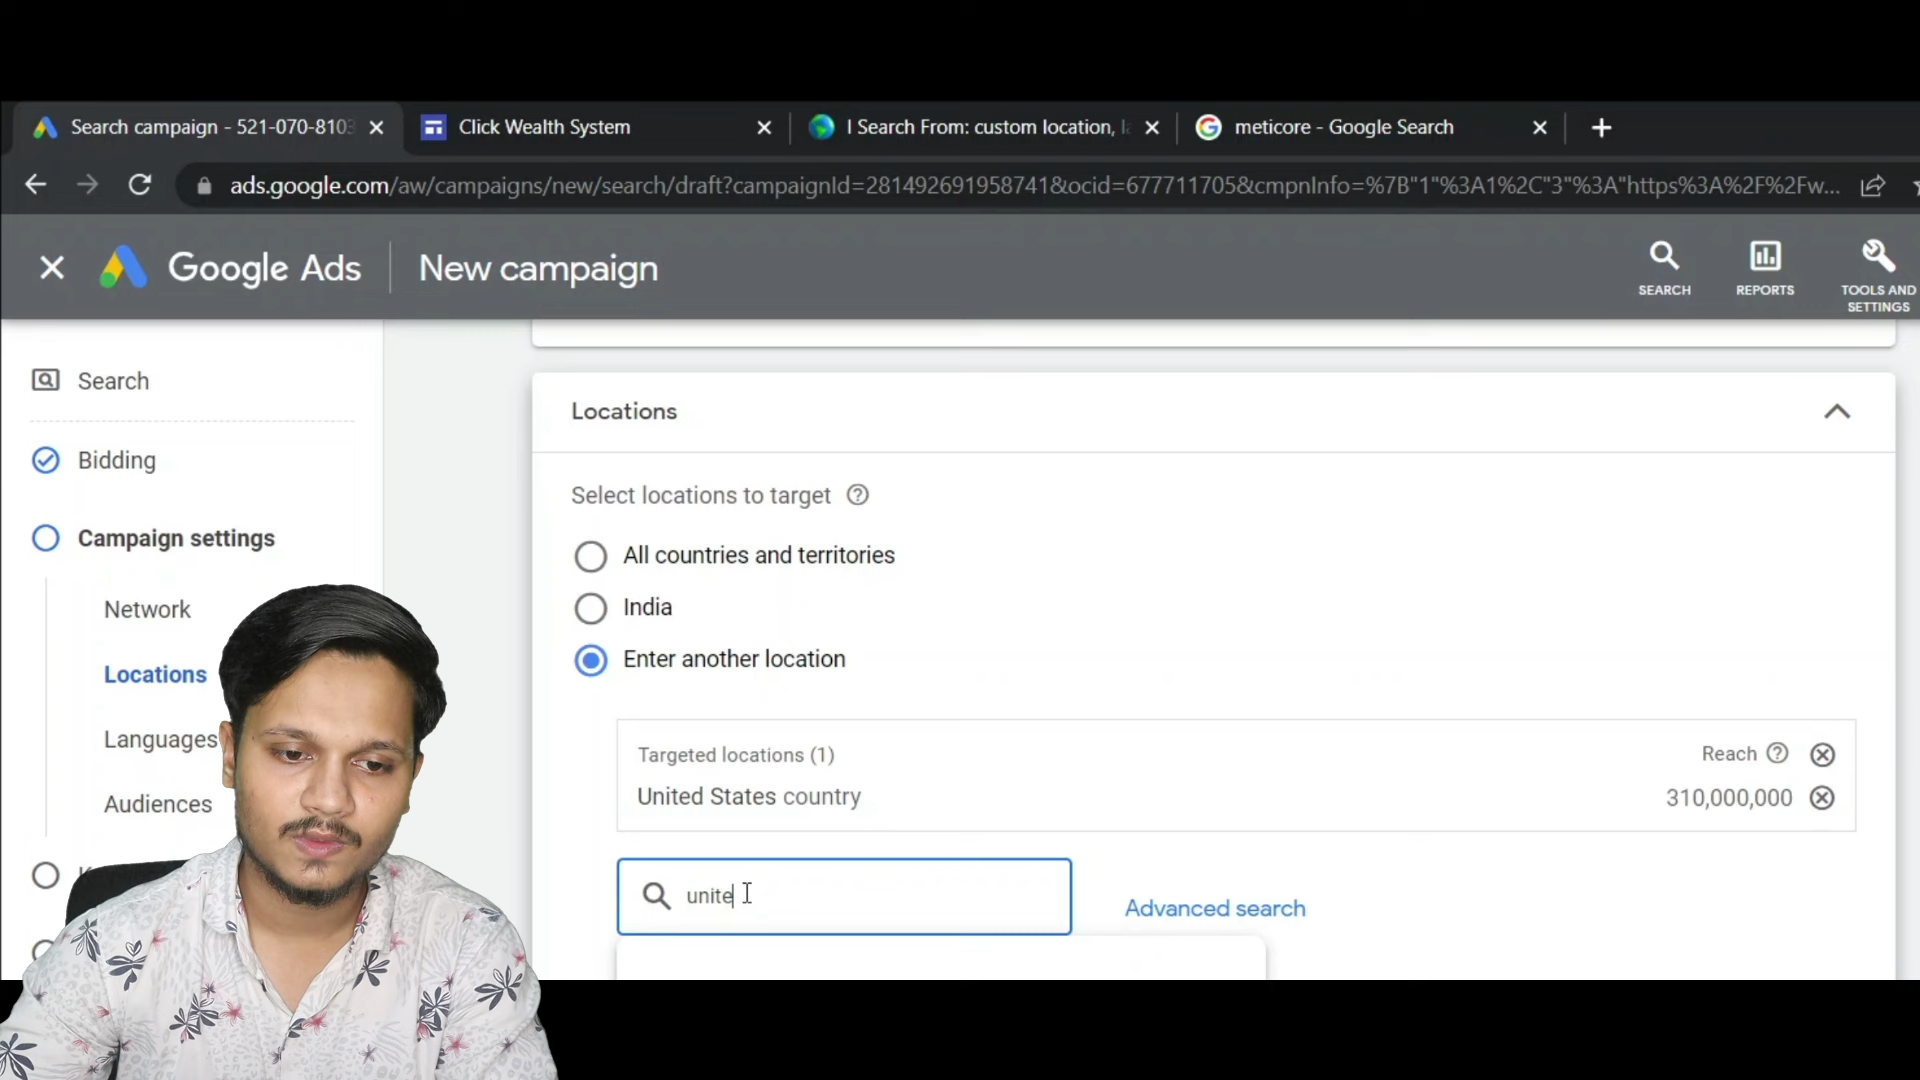 Search campaign - 521-070-8103
Click Wealth System
I Search From: custom location, la
meticore - Google Search
ads.google.com/aw/campaigns/new/search/draft?campaignId=281492691958741&ocid=677711705&cmpnInfo=%7B"1"%3A1%2C"3"%3A"https%3A%2F%2Fw...
Google Ads
New campaign
SEARCH
REPORTS
TOOLS AND
SETTINGS
Search
Bidding
Campaign settings
Network
Locations
Languages
Audiences
Locations
Select locations to target
All countries and territories
India
Enter another location
Targeted locations (1)
Reach
United States country
310,000,000
unite
Advanced search